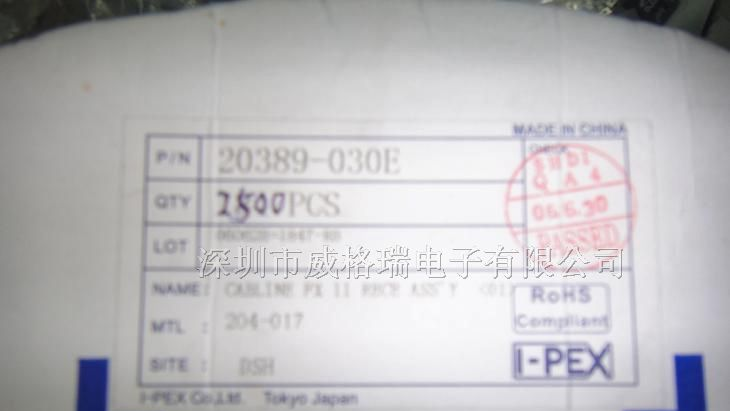 MADE IN CHINA
P/N 20389-030E
QTY 2500PCS
QA 4
06.6.30
PASSED
LOT
深圳市威格瑞电子有限公司
NAME: CABLINE FX II RECE ASS'Y
RoHS
Compliant
MTL: 204-017
SITE: DSH
I-PEX
I-PEX Co,Ltd. Tokyo Japan